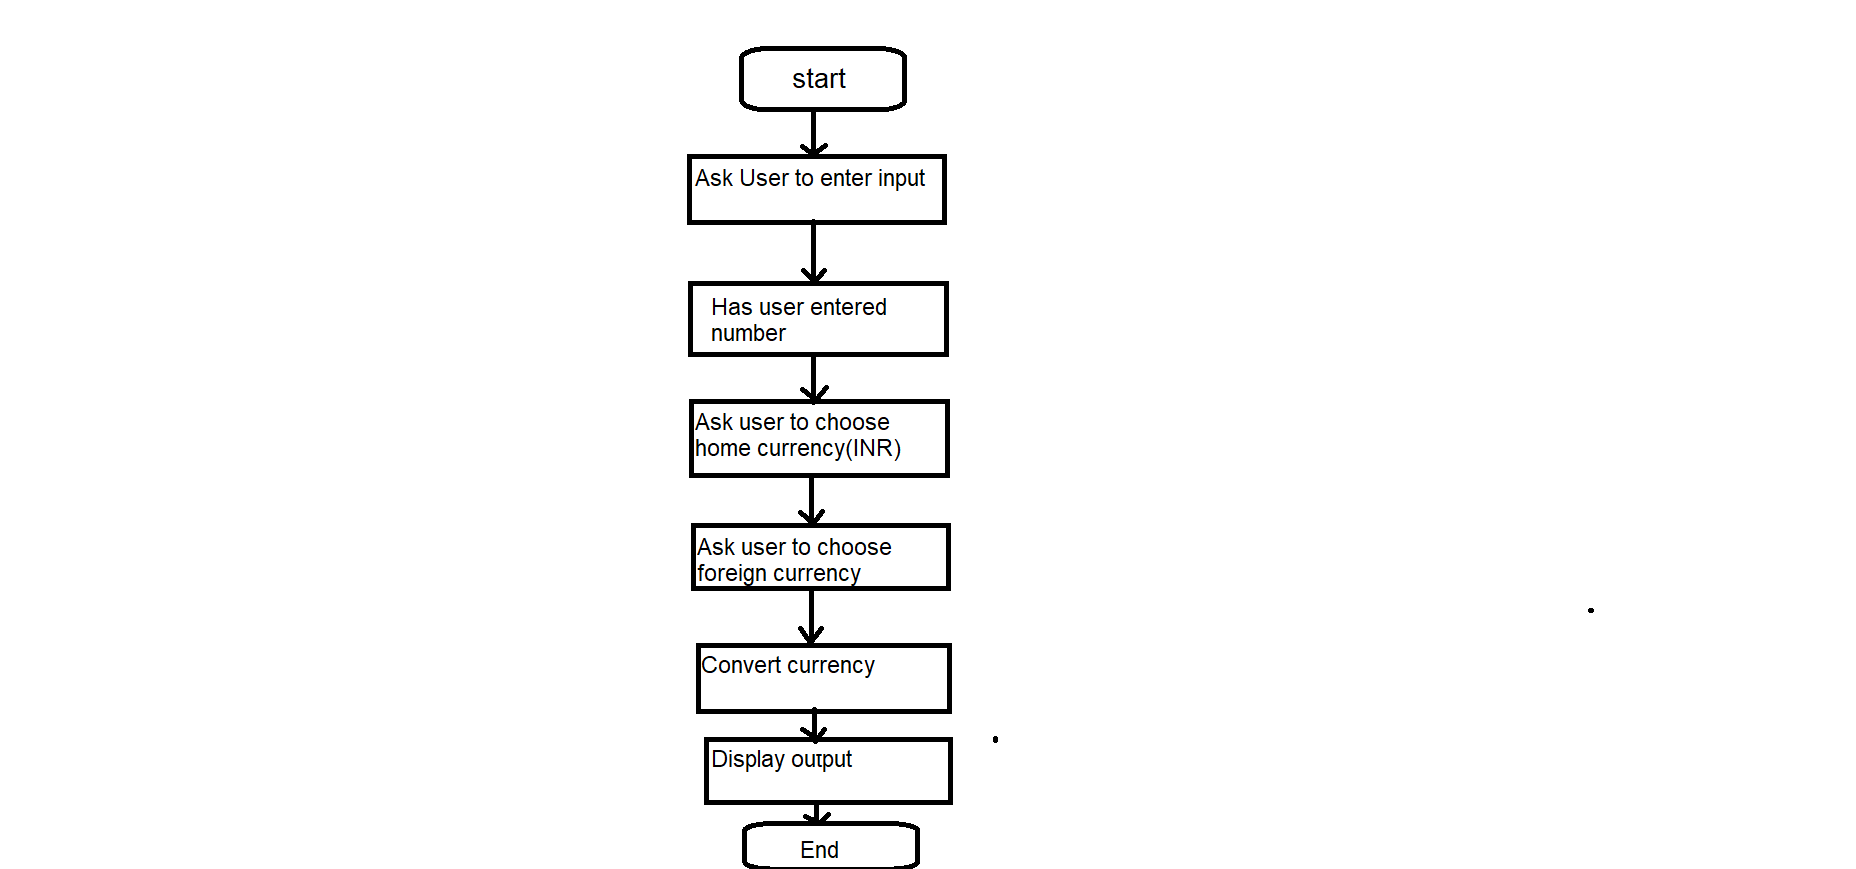 start
Ask User to enter input
Has user entered
number
Ask user to choose
home currency(INR)
Ask user to choose
foreign currency
Convert currency
Display output
End